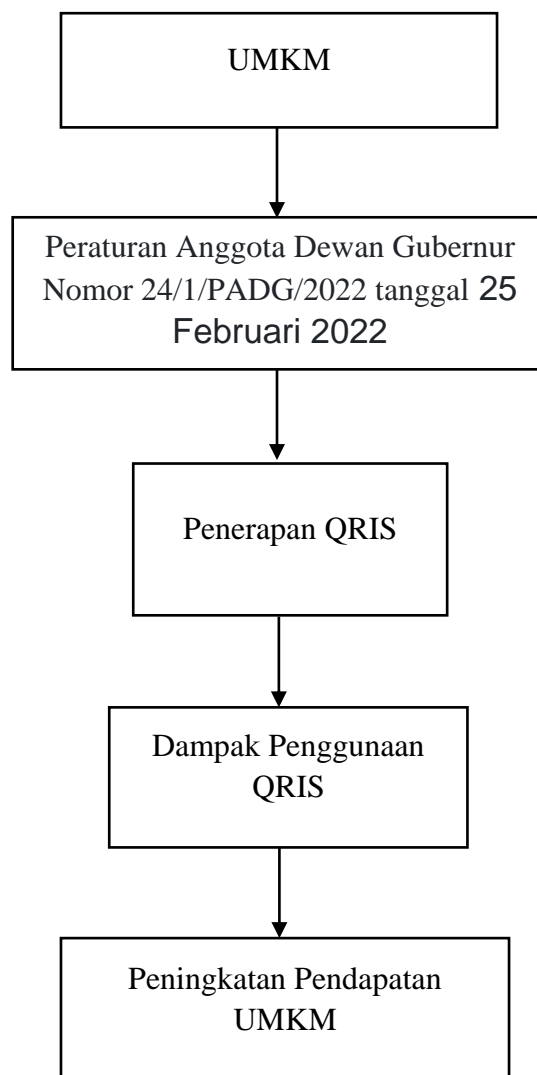 UMKM
Peraturan Anggota Dewan Gubernur
Nomor 24/1/PADG/2022 tanggal 25
Februari 2022
Penerapan QRIS
Dampak Penggunaan
QRIS
Peningkatan Pendapatan
UMKM